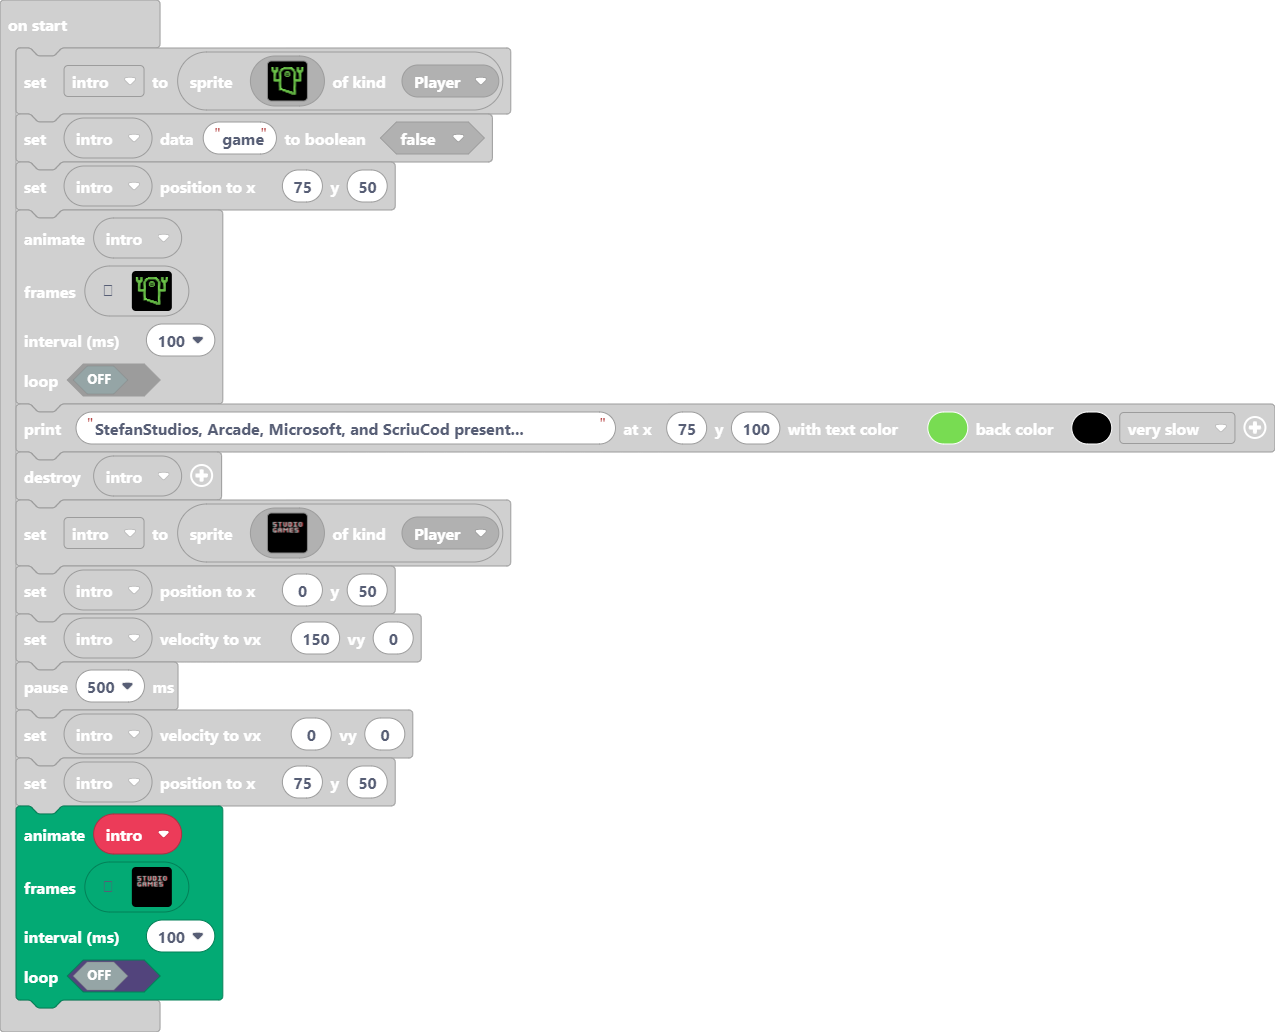 on start
set intro to sprite of kind Player
set intro data "game" to boolean false
set intro position to x 75 y 50
animate intro
frames
interval (ms) 100
loop OFF
print "StefanStudios, Arcade, Microsoft, and ScriuCod present... " at x 75 y 100 with text color back color very slow
destroy intro
set intro to sprite STUDIO GAMES of kind Player
set intro position to x 0 y 50
set intro velocity to vx 150 vy 0
pause 500 ms
set intro velocity to vx 0 vy 0
set intro position to x 75 y 50
animate intro
frames STUDIO GAMES
interval (ms) 100
loop OFF